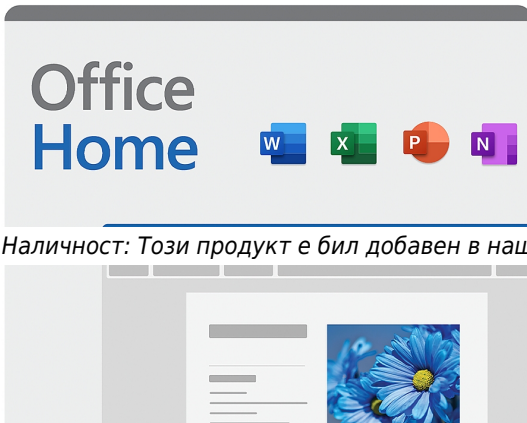 Office
Home
W X P N
Наличност: Този продукт е бил добавен в наш